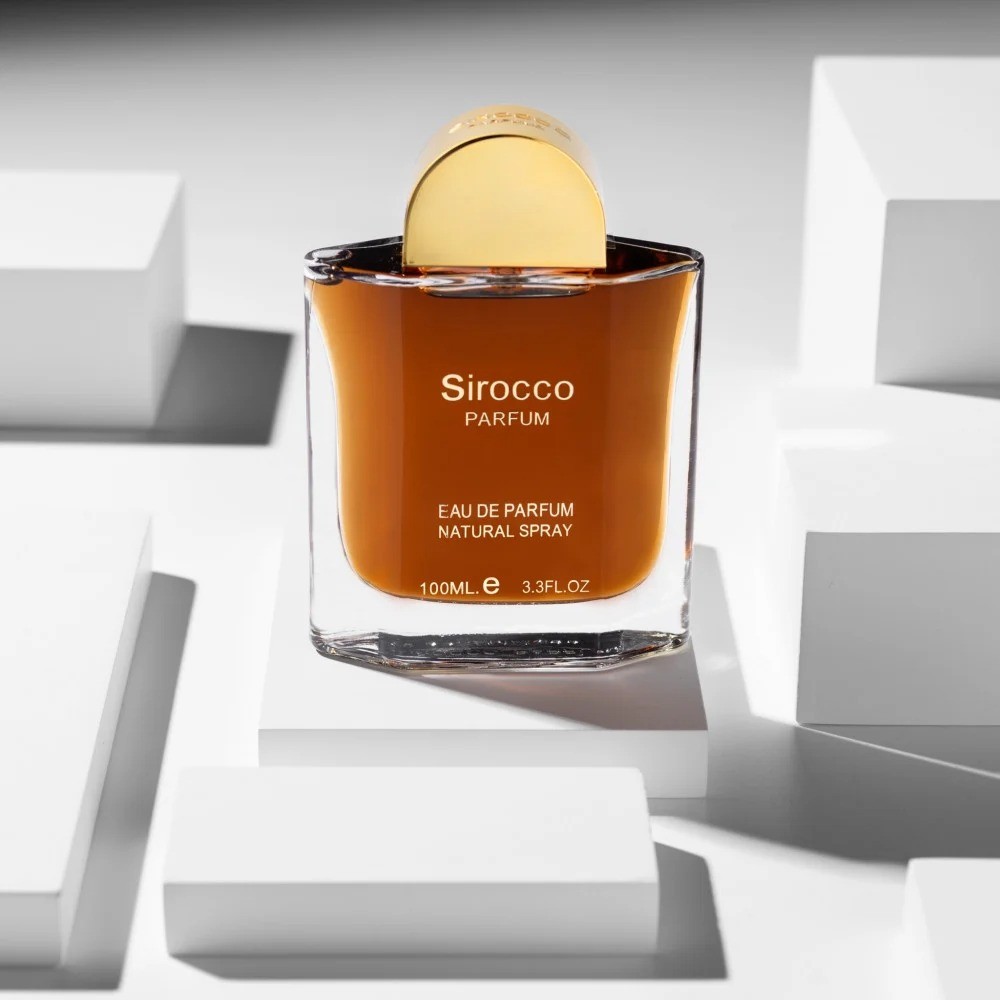 Sirocco
PARFUM
EAU DE PARFUM
NATURAL SPRAY
100ML. e 3.3FL.OZ